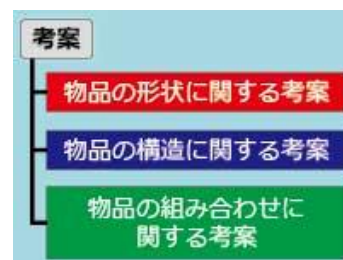 考案
物品の形状に関する考案
物品の構造に関する考案
物品の組み合わせに
関する考案